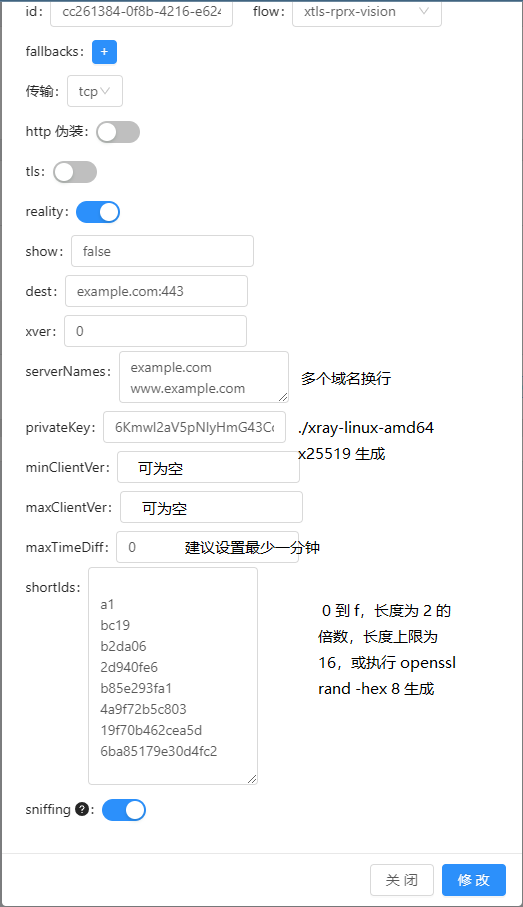 id: cc261384-0f8b-4216-e624 flow: xtls-rprx-vision
fallbacks: +
传输: tcp
http 伪装:
tls:
reality:
show: false
dest: example.com:443
xver: 0
serverNames: example.com
www.example.com
多个域名换行
privateKey: 6Kmwl2aV5pNIyHmG43Cc
./xray-linux-amd64
x25519 生成
minClientVer: 可为空
maxClientVer: 可为空
maxTimeDiff: 0 建议设置最少一分钟
shortIds:
a1
bc19
b2da06
2d940fe6
b85e293fa1
4a9f72b5c803
19f70b462cea5d
6ba85179e30d4fc2
0 到 f，长度为 2 的
倍数，长度上限为
16，或执行 openssl
rand -hex 8 生成
sniffing ? :
关 闭 修 改